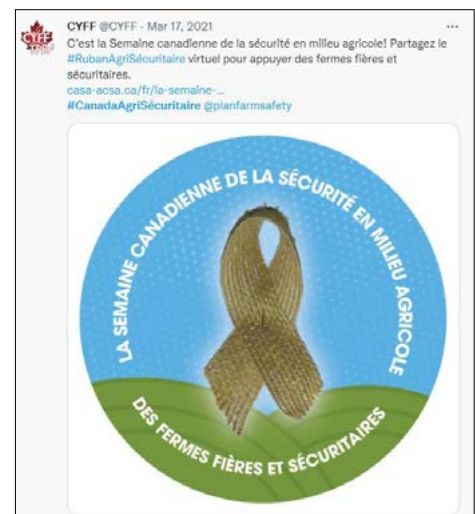 CYFF @CYFF · Mar 17, 2021
C'est la Semaine canadienne de la sécurité en milieu agricole! Partagez le
#RubanAgriSécuritaire virtuel pour appuyer des fermes fières et
sécuritaires.
casa-acsa.ca/fr/la-semaine-...
#CanadaAgriSécuritaire @planfarmsafety
LA SEMAINE CANADIENNE DE LA SÉCURITÉ EN MILIEU AGRICOLE
DES FERMES FIÈRES ET SÉCURITAIRES